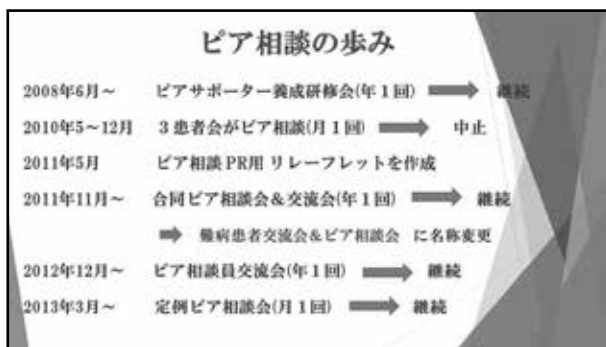 ピア相談の歩み
2008年6月～ ピアサポーター養成研修会(年1回) 継続
2010年5～12月 3患者会がピア相談(月1回) 中止
2011年5月 ピア相談PR用 リレーフレットを作成
2011年11月～ 合同ピア相談会＆交流会(年1回) 継続
難病患者交流会＆ピア相談会 に名称変更
2012年12月～ ピア相談員交流会(年1回) 継続
2013年3月～ 定例ピア相談会(月1回) 継続